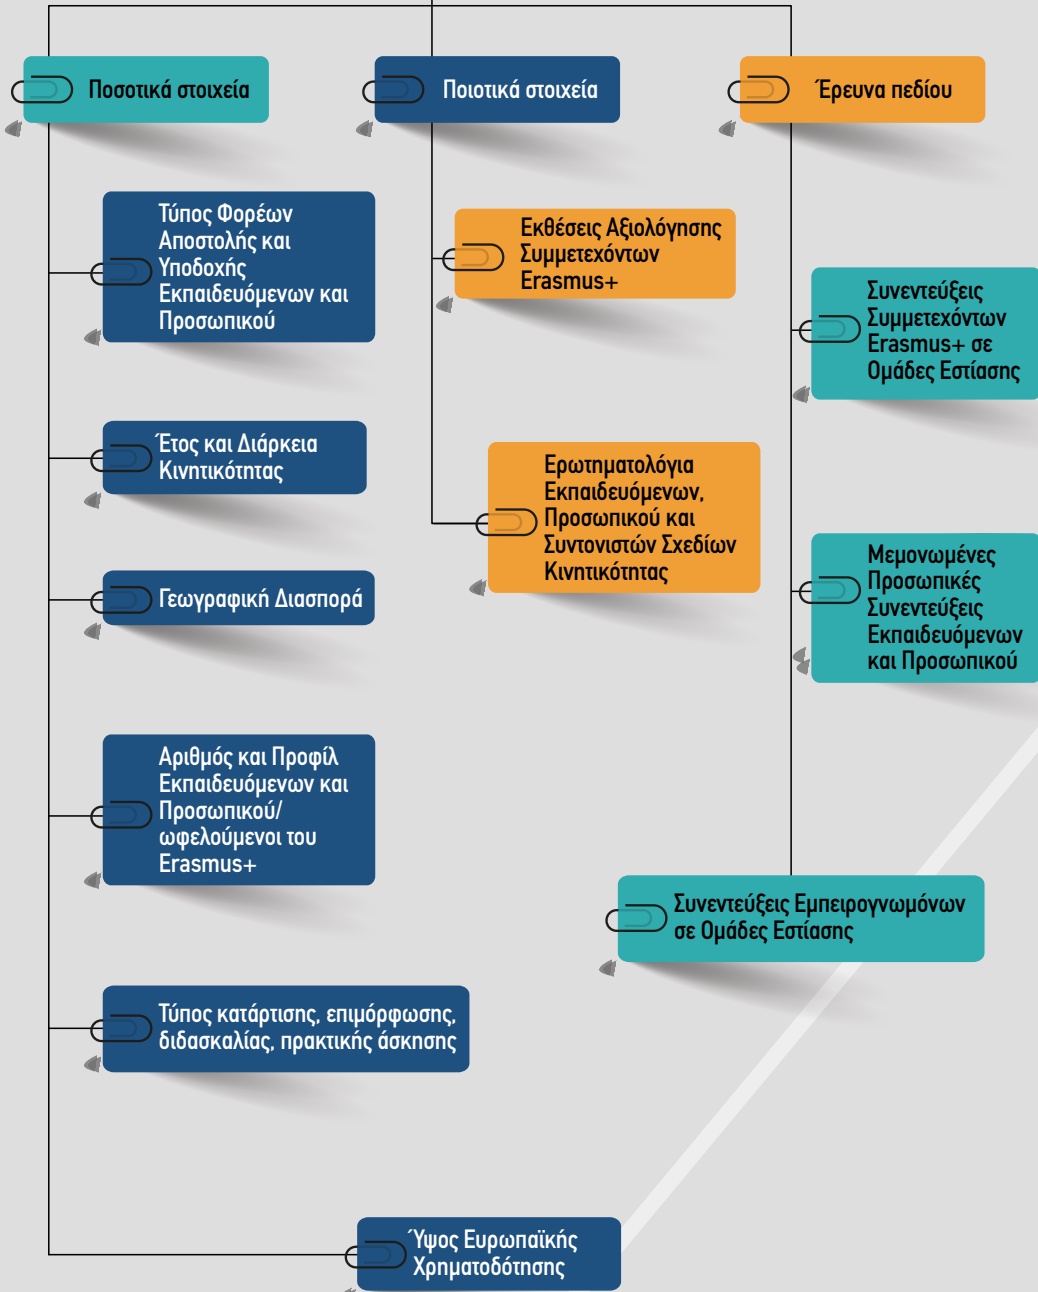 Ποσοτικά στοιχεία
Ποιοτικά στοιχεία
Έρευνα πεδίου
Τύπος Φορέων
Αποστολής και
Υποδοχής
Εκπαιδευόμενων και
Προσωπικού
Έτος και Διάρκεια
Κινητικότητας
Γεωγραφική Διασπορά
Αριθμός και Προφίλ
Εκπαιδευόμενων και
Προσωπικού/
ωφελούμενοι του
Erasmus+
Τύπος κατάρτισης, επιμόρφωσης,
διδασκαλίας, πρακτικής άσκησης
Ύψος Ευρωπαϊκής
Χρηματοδότησης
Εκθέσεις Αξιολόγησης
Συμμετεχόντων
Erasmus+
Ερωτηματολόγια
Εκπαιδευόμενων,
Προσωπικού και
Συντονιστών Σχεδίων
Κινητικότητας
Συνεντεύξεις
Συμμετεχόντων
Erasmus+ σε
Ομάδες Εστίασης
Μεμονωμένες
Προσωπικές
Συνεντεύξεις
Εκπαιδευόμενων
και Προσωπικού
Συνεντεύξεις Εμπειρογνωμόνων
σε Ομάδες Εστίασης